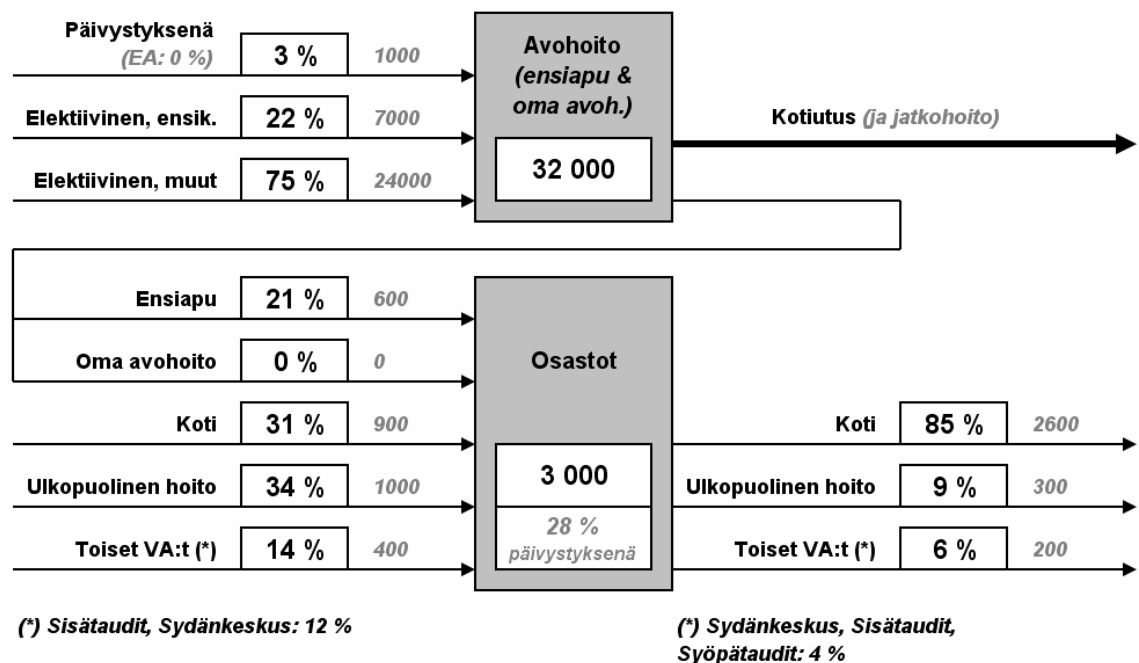 Päivystyksenä
(EA: 0 %)
3 %
1000
Elektiivinen, ensik.
22 %
7000
Elektiivinen, muut
75 %
24000
Avohoito
(ensiapu &
oma avoh.)
32 000
Kotiutus (ja jatkohoito)
Ensiapu
21 %
600
Oma avohoito
0 %
0
Koti
31 %
900
Ulkopuolinen hoito
34 %
1000
Toiset VA:t (*)
14 %
400
Osastot
3 000
28 %
päivystyksenä
Koti
85 %
2600
Ulkopuolinen hoito
9 %
300
Toiset VA:t (*)
6 %
200
(*) Sisätaudit, Sydänkeskus: 12 %
(*) Sydänkeskus, Sisätaudit,
Syöpätaudit: 4 %